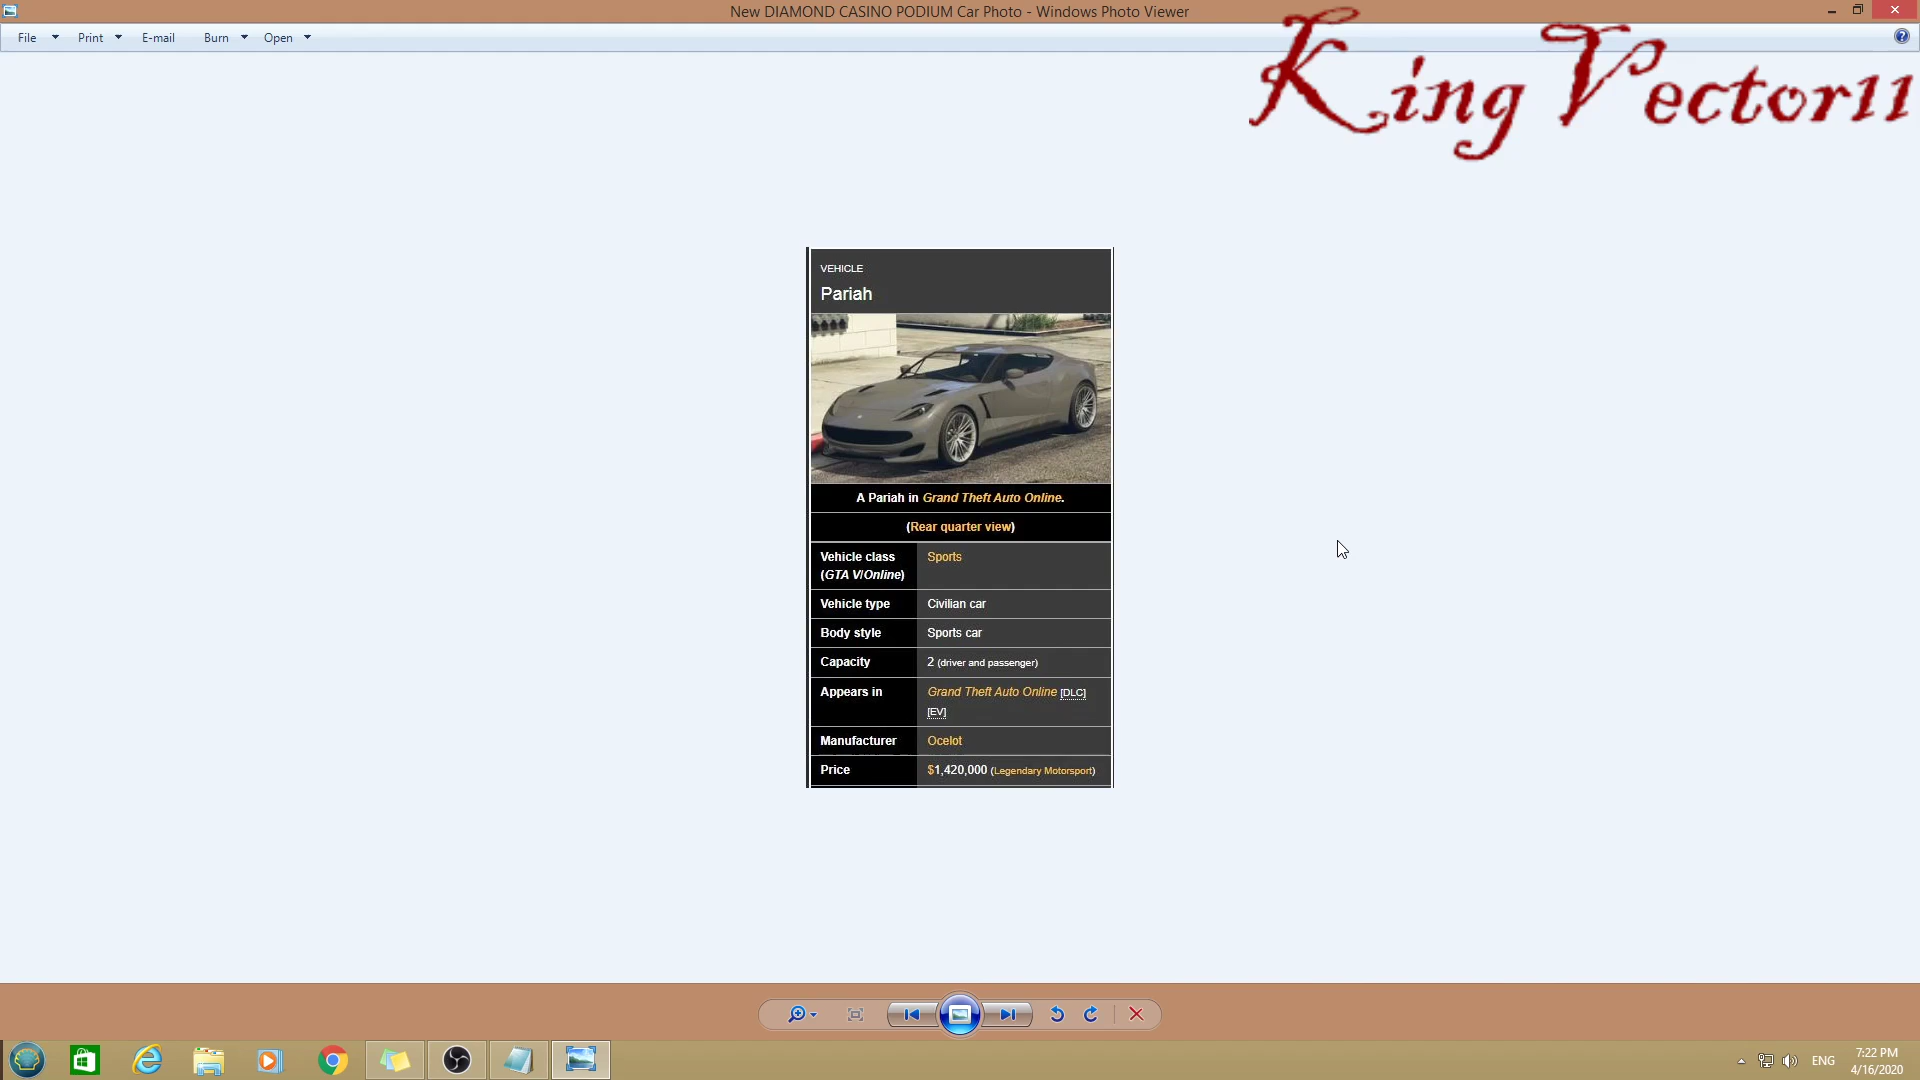 New DIAMOND CASINO PODIUM Car Photo - Windows Photo Viewer
File Print E-mail Burn Open
King Vector11
VEHICLE
Pariah
A Pariah in Grand Theft Auto Online.
(Rear quarter view)
Vehicle class Sports
(GTA V/Online)
Vehicle type Civilian car
Body style Sports car
Capacity 2 (driver and passenger)
Appears in Grand Theft Auto Online [DLC]
[EV]
Manufacturer Ocelot
Price $1,420,000 (Legendary Motorsport)
ENG
7:22 PM
4/16/2020